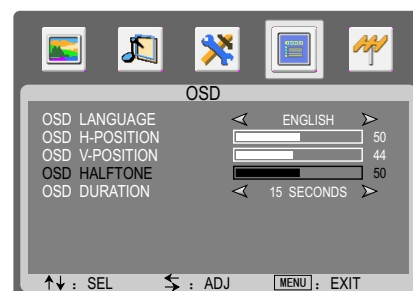 OSD
OSD LANGUAGE ENGLISH
OSD H-POSITION 50
OSD V-POSITION 44
OSD HALFTONE 50
OSD DURATION 15 SECONDS
: SEL : ADJ MENU : EXIT